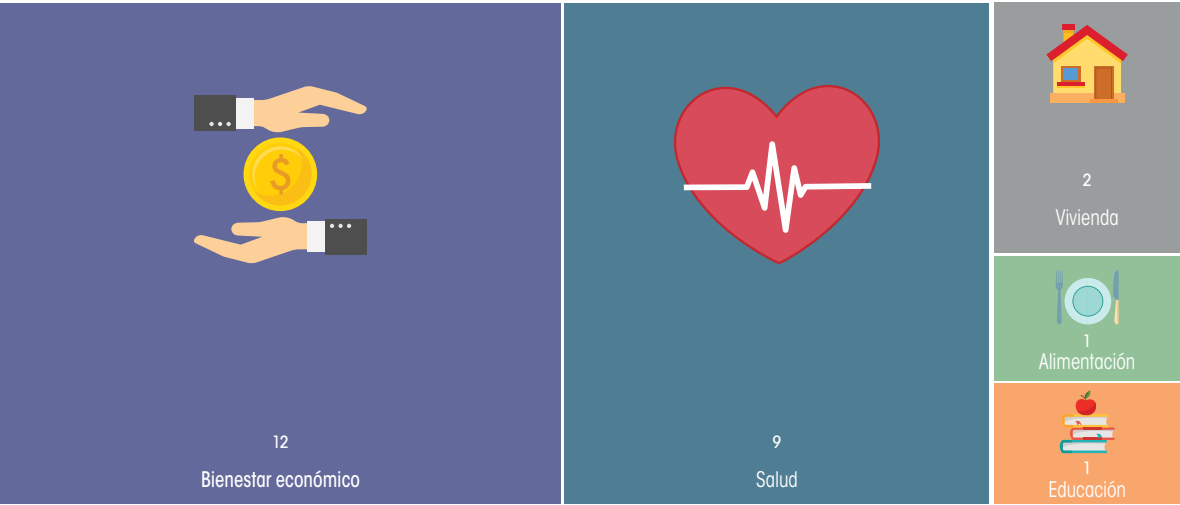 12
Bienestar económico
9
Salud
2
Vivienda
1
Alimentación
1
Educación
$